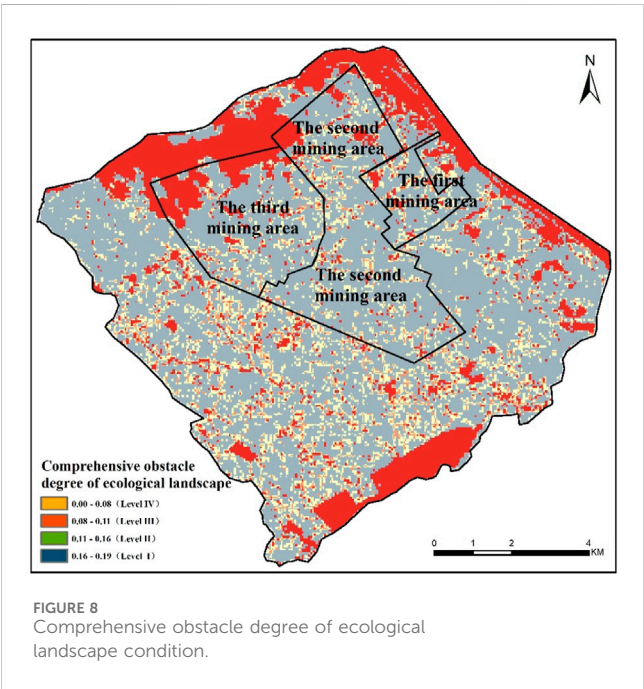 N
The second
mining area
The first
mining area
The third
mining area
The second
mining area
Comprehensive obstacle
degree of ecological landscape
0.00 - 0.08 (Level IV)
0.08 - 0.11 (Level III)
0.11 - 0.16 (Level II)
0.16 - 0.19 (Level I)
0 1 2 4
KM
FIGURE 8
Comprehensive obstacle degree of ecological
landscape condition.